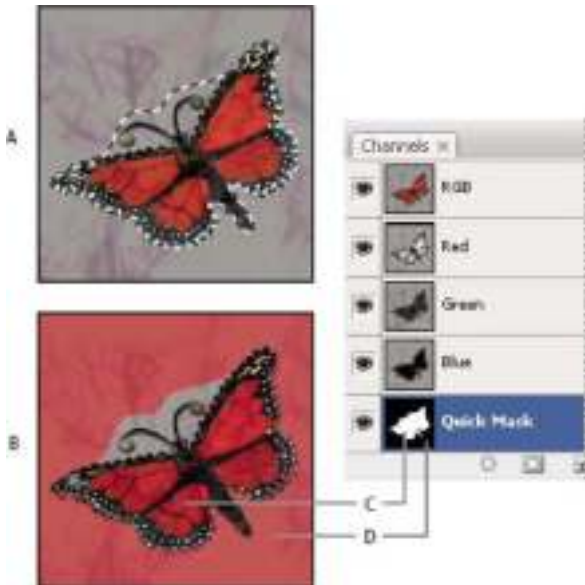 A
Channels ×
RGB
Red
Green
Blue
B
Quick Mask
C
D